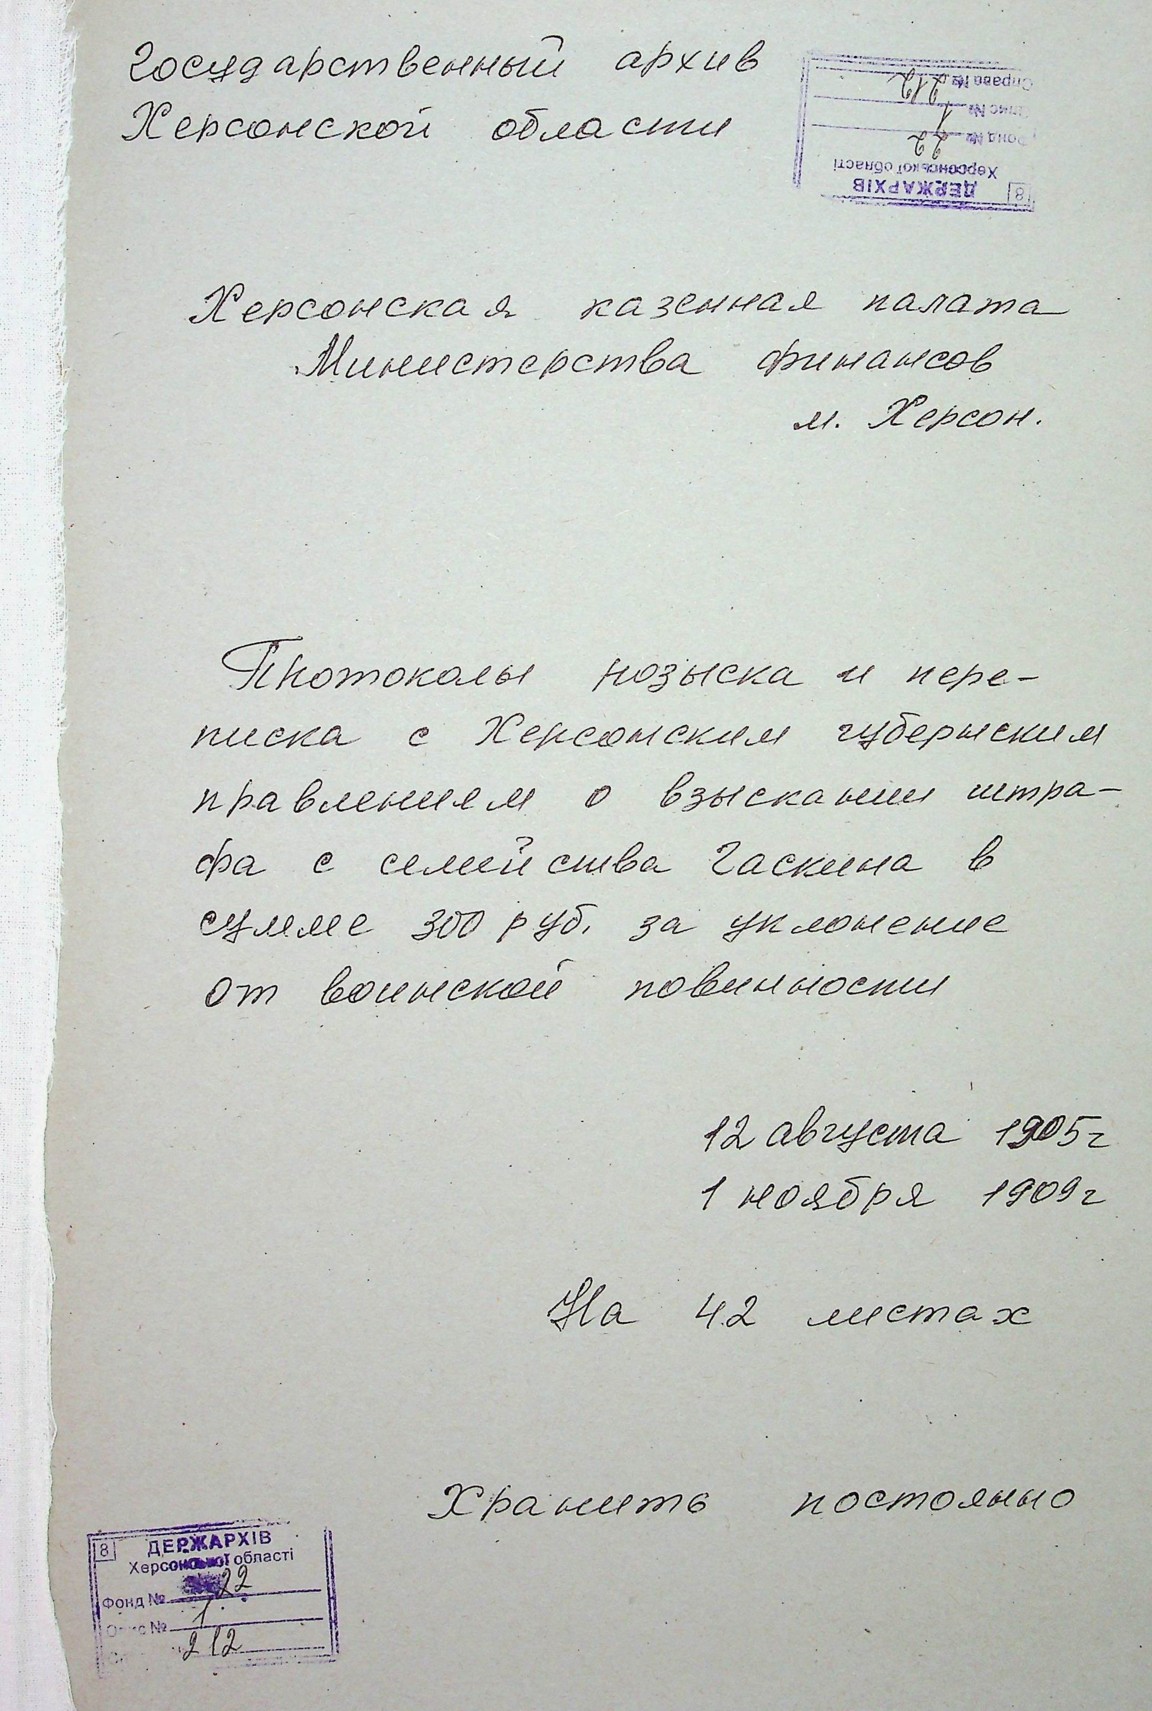 Государственный архив
Херсонской области
ДЕРЖАРХІВ 8
Херсонської області
Фонд № 22
Опис № 1
Справа № 212
Херсонская казенная палата
Министерства финансов
м. Херсон.
Протоколы розыска и пере-
писка с Херсонским губернским
правлением о взыскании штра-
фа с семейства Гаскина в
сумме 300 руб. за уклонение
от воинской повинности
12 августа 1905г
1 ноября 1909г
На 42 листах
Хранить постоянно
8 ДЕРЖАРХІВ
Херсонської області
Фонд № 22
Опис № 1
212